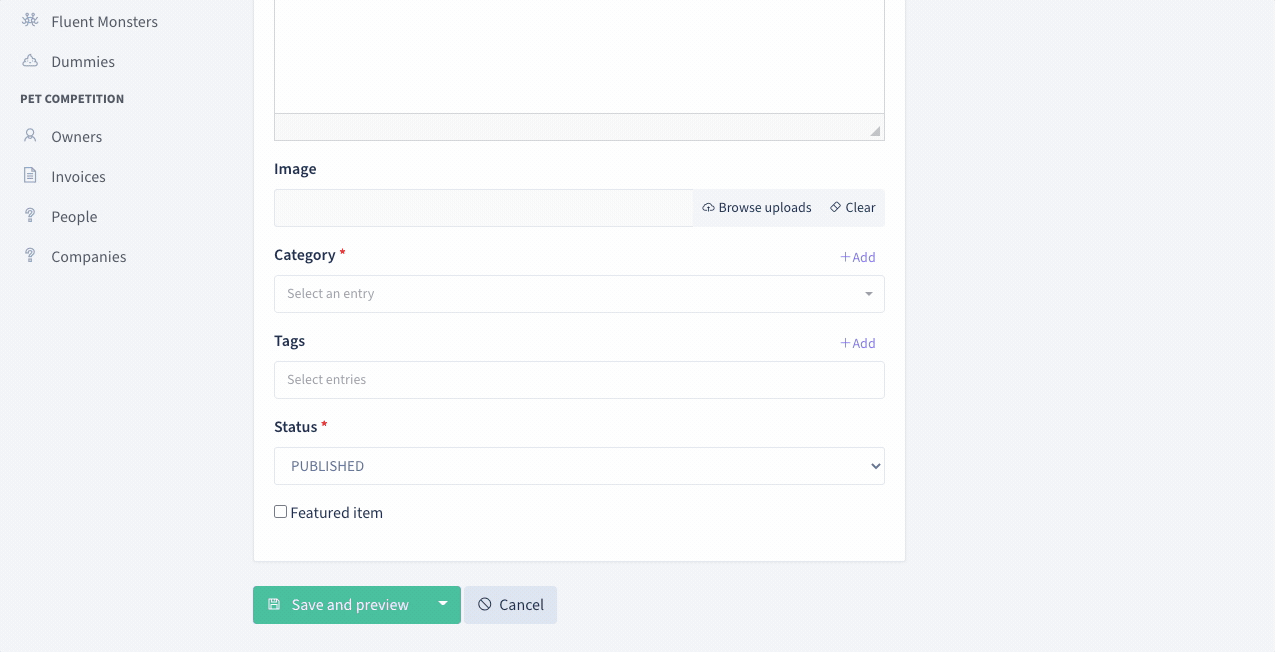 Fluent Monsters
Dummies
PET COMPETITION
Owners
Invoices
People
Companies
Image
Browse uploads
Clear
Category *
+Add
Select an entry
Tags
+Add
Select entries
Status *
PUBLISHED
Featured item
Save and preview
Cancel